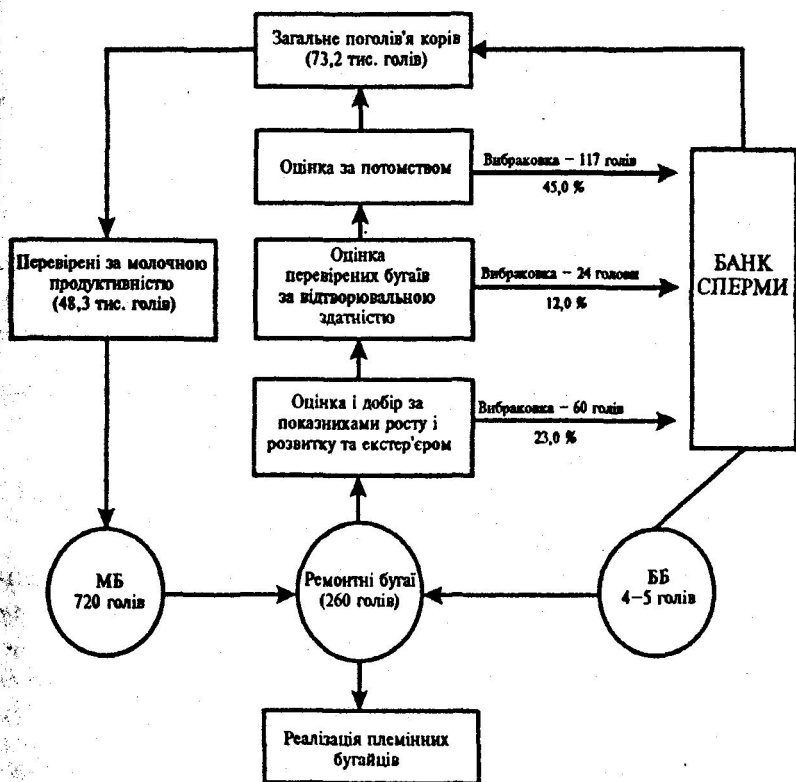 Загальне поголів'я корів
(73,2 тис. голів)
Оцінка за потомством
Вибраковка – 117 голів
45,0 %
Перевірені за молочною
продуктивністю
(48,3 тис. голів)
Оцінка
перевірених бугаїв
за відтворювальною
здатністю
Вибраковка – 24 голови
12,0 %
БАНК
СПЕРМИ
Оцінка і добір за
показниками росту і
розвитку та екстер'єром
Вибраковка – 60 голів
23,0 %
МБ
720 голів
Ремонтні бугаї
(260 голів)
ББ
4–5 голів
Реалізація племінних
бугайців